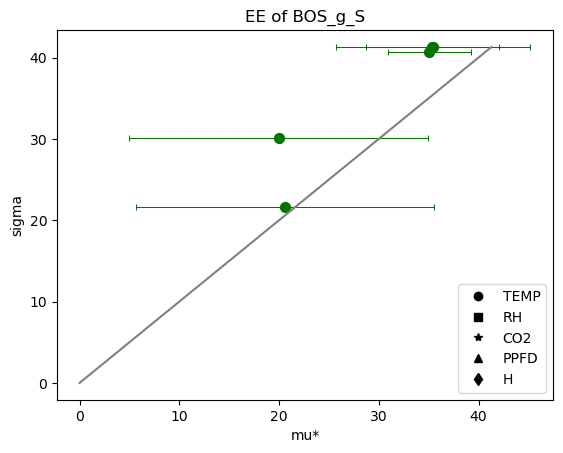 EE of BOS_g_S
sigma
40
30
20
10
0
0 10 20 30 40
mu*
TEMP
RH
CO2
PPFD
H